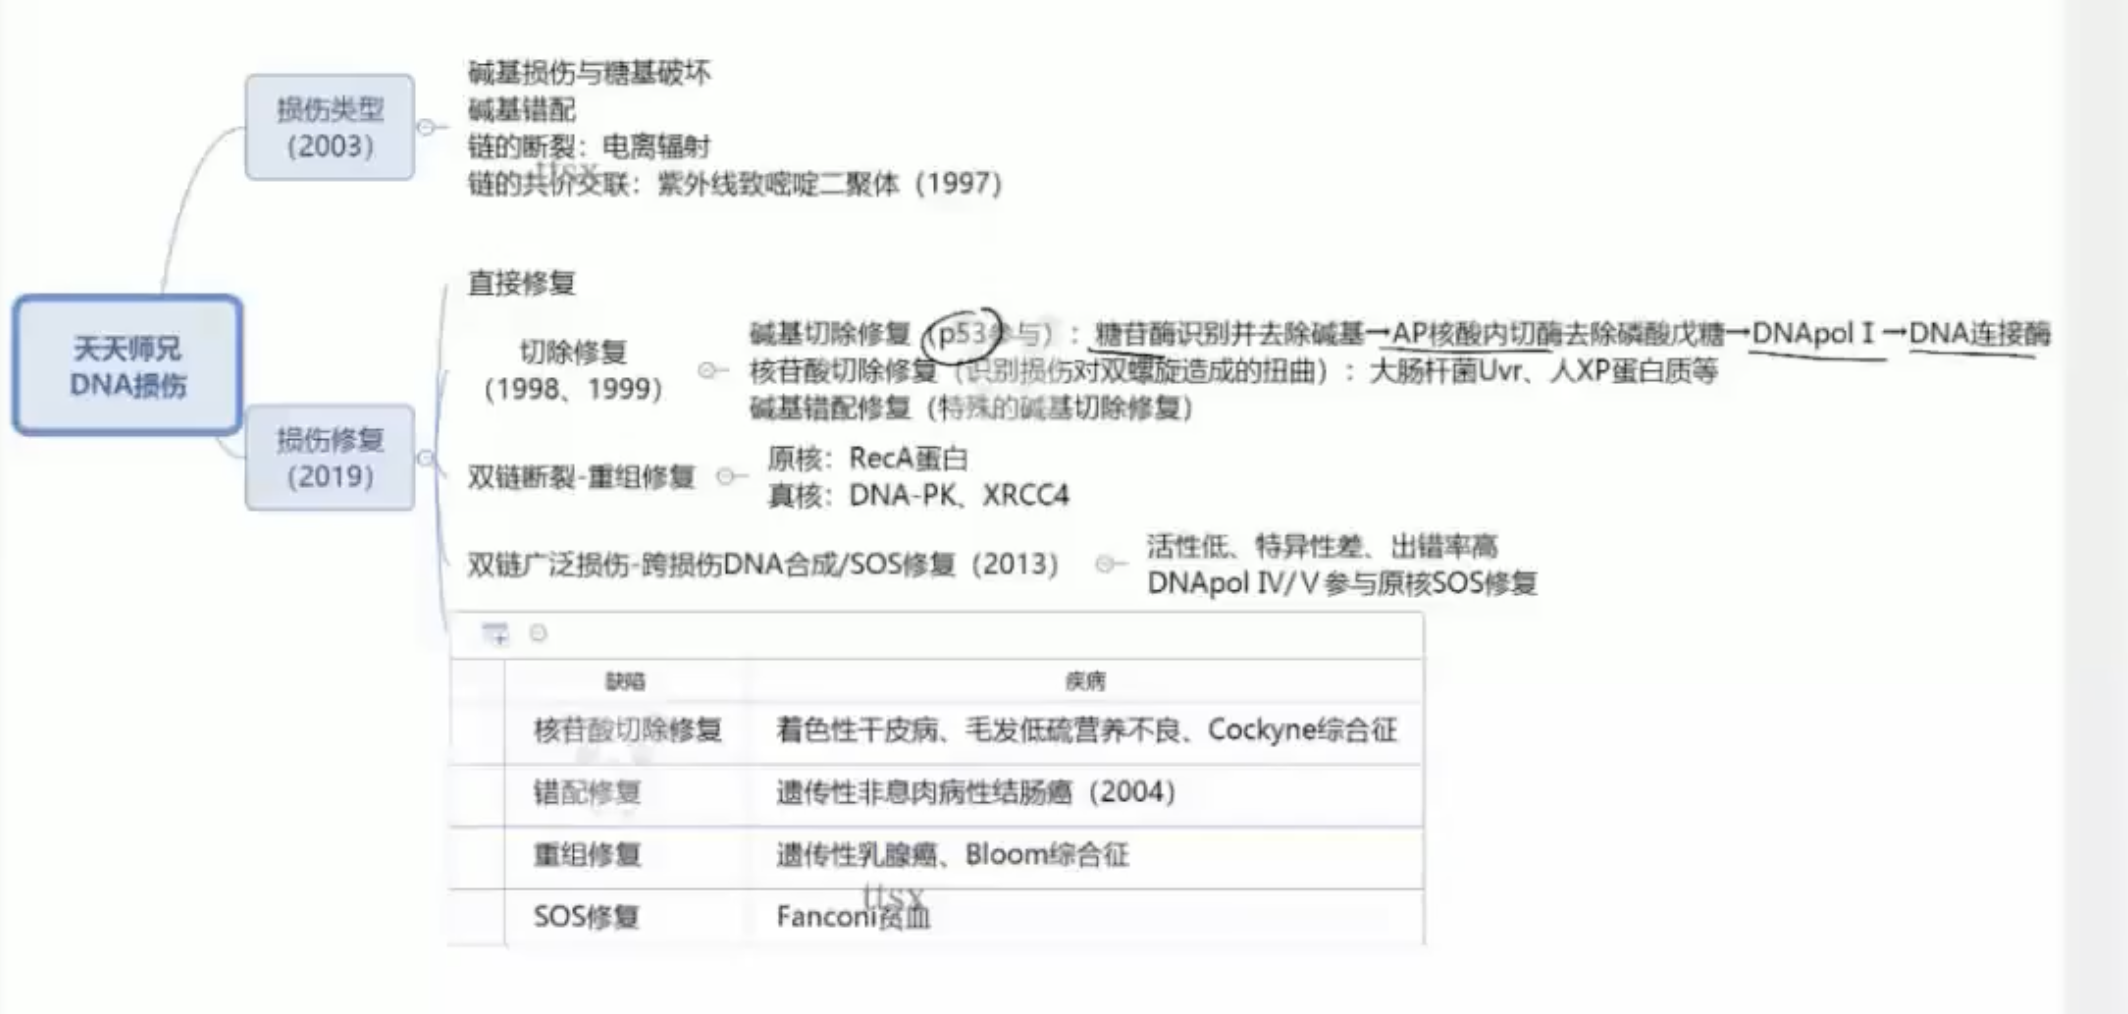 损伤类型
（2003）
碱基损伤与糖基破坏
碱基错配
链的断裂：电离辐射
ttsx
链的共价交联：紫外线致嘧啶二聚体（1997）
天天师兄
DNA损伤
损伤修复
（2019）
直接修复
切除修复
（1998、1999）
碱基切除修复（p53参与）：糖苷酶识别并去除碱基→AP核酸内切酶去除磷酸戊糖→DNApol Ⅰ→DNA连接酶
核苷酸切除修复（识别损伤对双螺旋造成的扭曲）：大肠杆菌Uvr、人XP蛋白质等
碱基错配修复（特殊的碱基切除修复）
双链断裂-重组修复
原核：RecA蛋白
真核：DNA-PK、XRCC4
双链广泛损伤-跨损伤DNA合成/SOS修复（2013）
活性低、特异性差、出错率高
DNApol Ⅳ/Ⅴ参与原核SOS修复
缺陷 疾病
核苷酸切除修复 着色性干皮病、毛发低硫营养不良、Cockyne综合征
错配修复 遗传性非息肉病性结肠癌（2004）
重组修复 遗传性乳腺癌、Bloom综合征
ttsx
SOS修复 Fanconi贫血